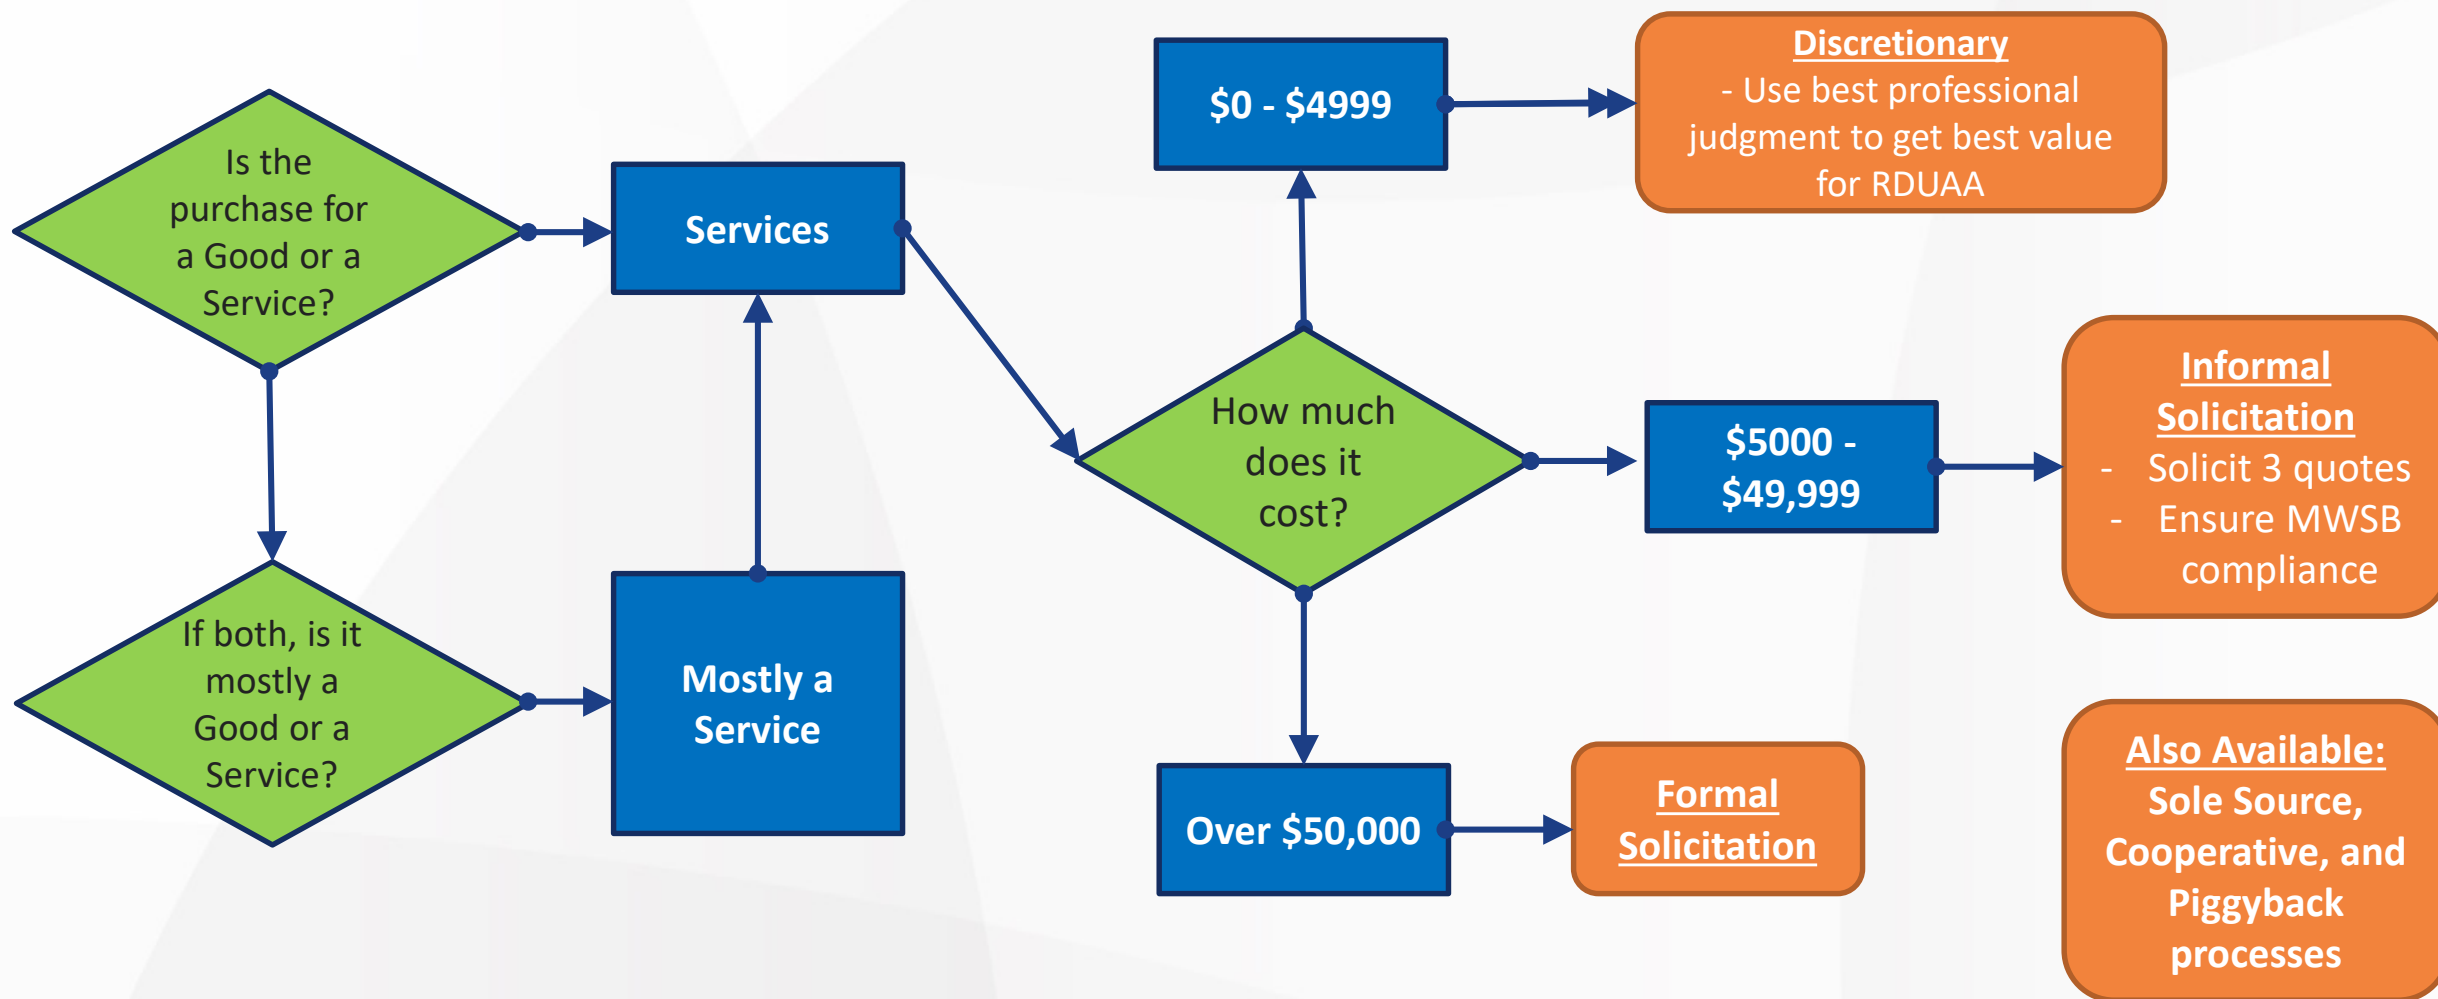 Is the
purchase for
a Good or a
Service?
Services
If both, is it
mostly a
Good or a
Service?
Mostly a
Service
How much
does it
cost?
$0 - $4999
Discretionary
- Use best professional
judgment to get best value
for RDUAA
$5000 -
$49,999
Informal
Solicitation
- Solicit 3 quotes
- Ensure MWSB
compliance
Over $50,000
Formal
Solicitation
Also Available:
Sole Source,
Cooperative, and
Piggyback
processes